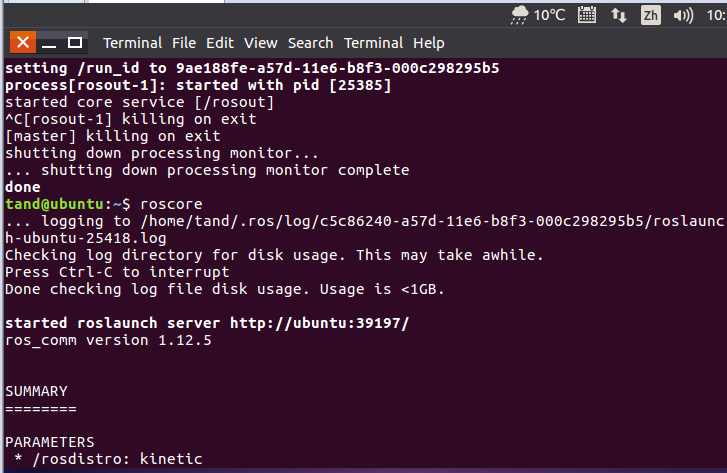 10℃ Zh 10:
Terminal File Edit View Search Terminal Help
setting /run_id to 9ae188fe-a57d-11e6-b8f3-000c298295b5
process[rosout-1]: started with pid [25385]
started core service [/rosout]
^C[rosout-1] killing on exit
[master] killing on exit
shutting down processing monitor...
... shutting down processing monitor complete
done
tand@ubuntu:~$ roscore
... logging to /home/tand/.ros/log/c5c86240-a57d-11e6-b8f3-000c298295b5/roslaunc
h-ubuntu-25418.log
Checking log directory for disk usage. This may take awhile.
Press Ctrl-C to interrupt
Done checking log file disk usage. Usage is <1GB.
started roslaunch server http://ubuntu:39197/
ros_comm version 1.12.5
SUMMARY
========
PARAMETERS
* /rosdistro: kinetic